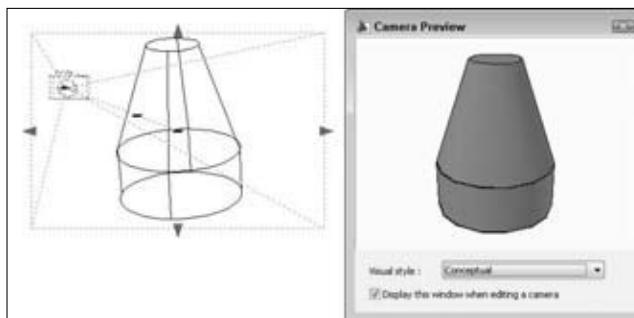 Camera Preview
Visual style :
Conceptual
Display this window when editing a camera